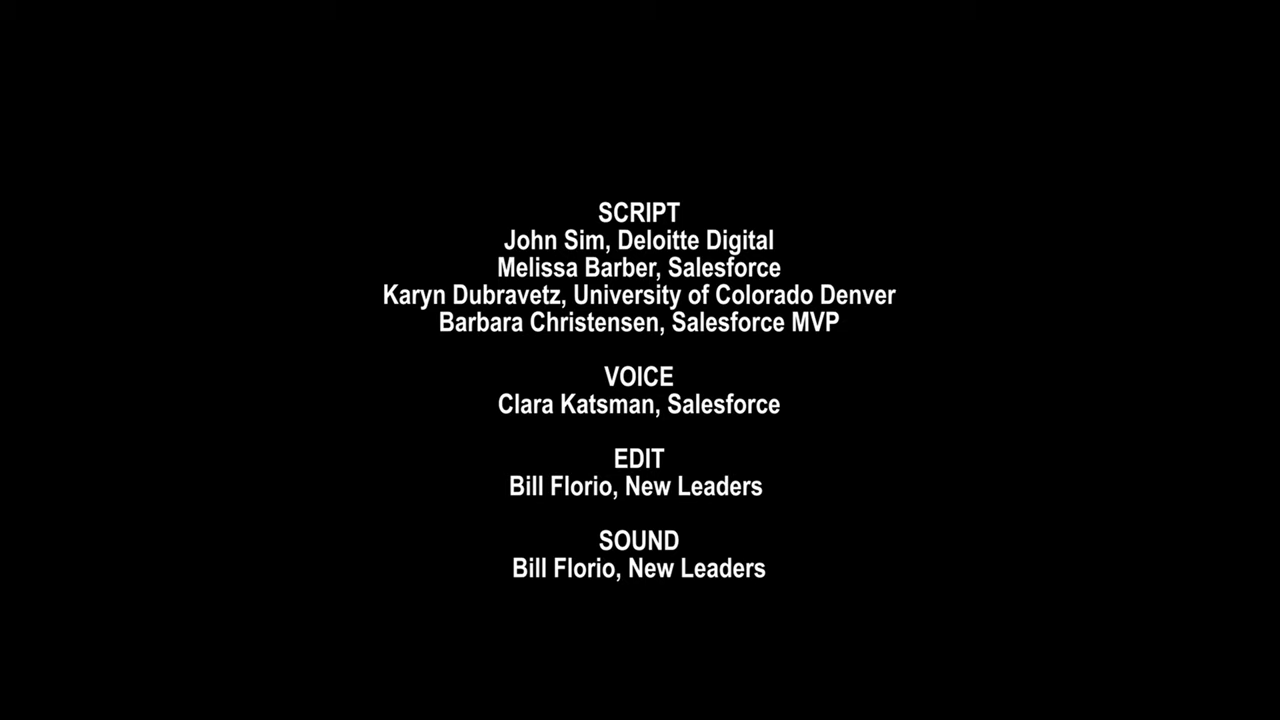 SCRIPT
John Sim, Deloitte Digital
Melissa Barber, Salesforce
Karyn Dubravetz, University of Colorado Denver
Barbara Christensen, Salesforce MVP
VOICE
Clara Katsman, Salesforce
EDIT
Bill Florio, New Leaders
SOUND
Bill Florio, New Leaders